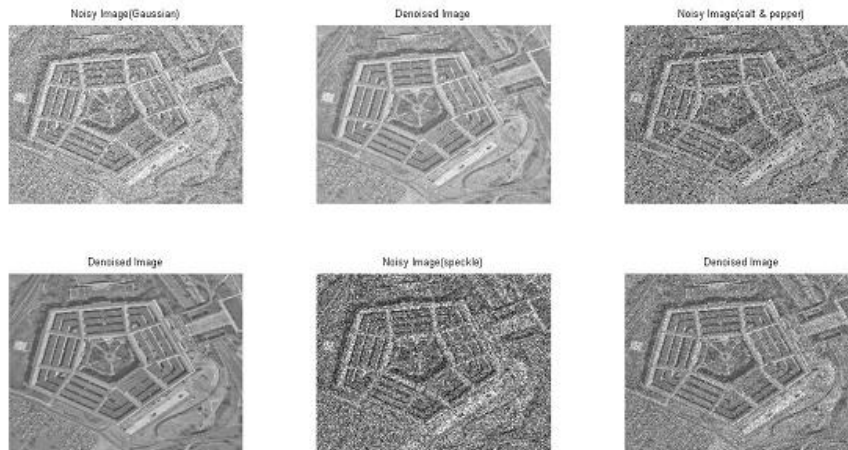 Noisy Image(Gaussian)
Denoised Image
Noisy Image(salt & pepper)
Denoised Image
Noisy Image(speckle)
Denoised Image